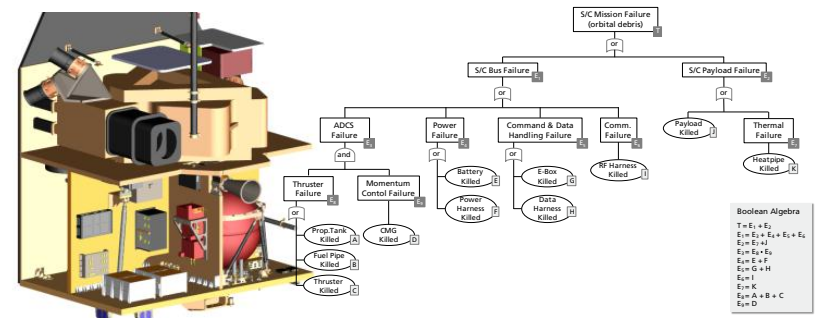 S/C Mission Failure
(orbital debris)
T
or
S/C Bus Failure
E₁
S/C Payload Failure
E₂
or
or
ADCS
Failure
E₃
Power
Failure
E₄
Command & Data
Handling Failure
E₅
Comm.
Failure
E₆
Payload
Killed
J
Thermal
Failure
E₇
and
or
or
Battery
Killed
E
E-Box
Killed
G
RF Harness
Killed
I
Heatpipe
Killed
K
Thruster
Failure
E₈
Momentum
Contol Failure
E₉
Power
Harness
Killed
F
Data
Harness
Killed
H
or
Prop.Tank
Killed
A
CMG
Killed
D
Fuel Pipe
Killed
B
Thruster
Killed
C
Boolean Algebra
T = E₁ + E₂
E₁ = E₃ + E₄ + E₅ + E₆
E₂ = E₇ + J
E₃ = E₈ • E₉
E₄ = E + F
E₅ = G + H
E₆ = I
E₇ = K
E₈ = A + B + C
E₉ = D